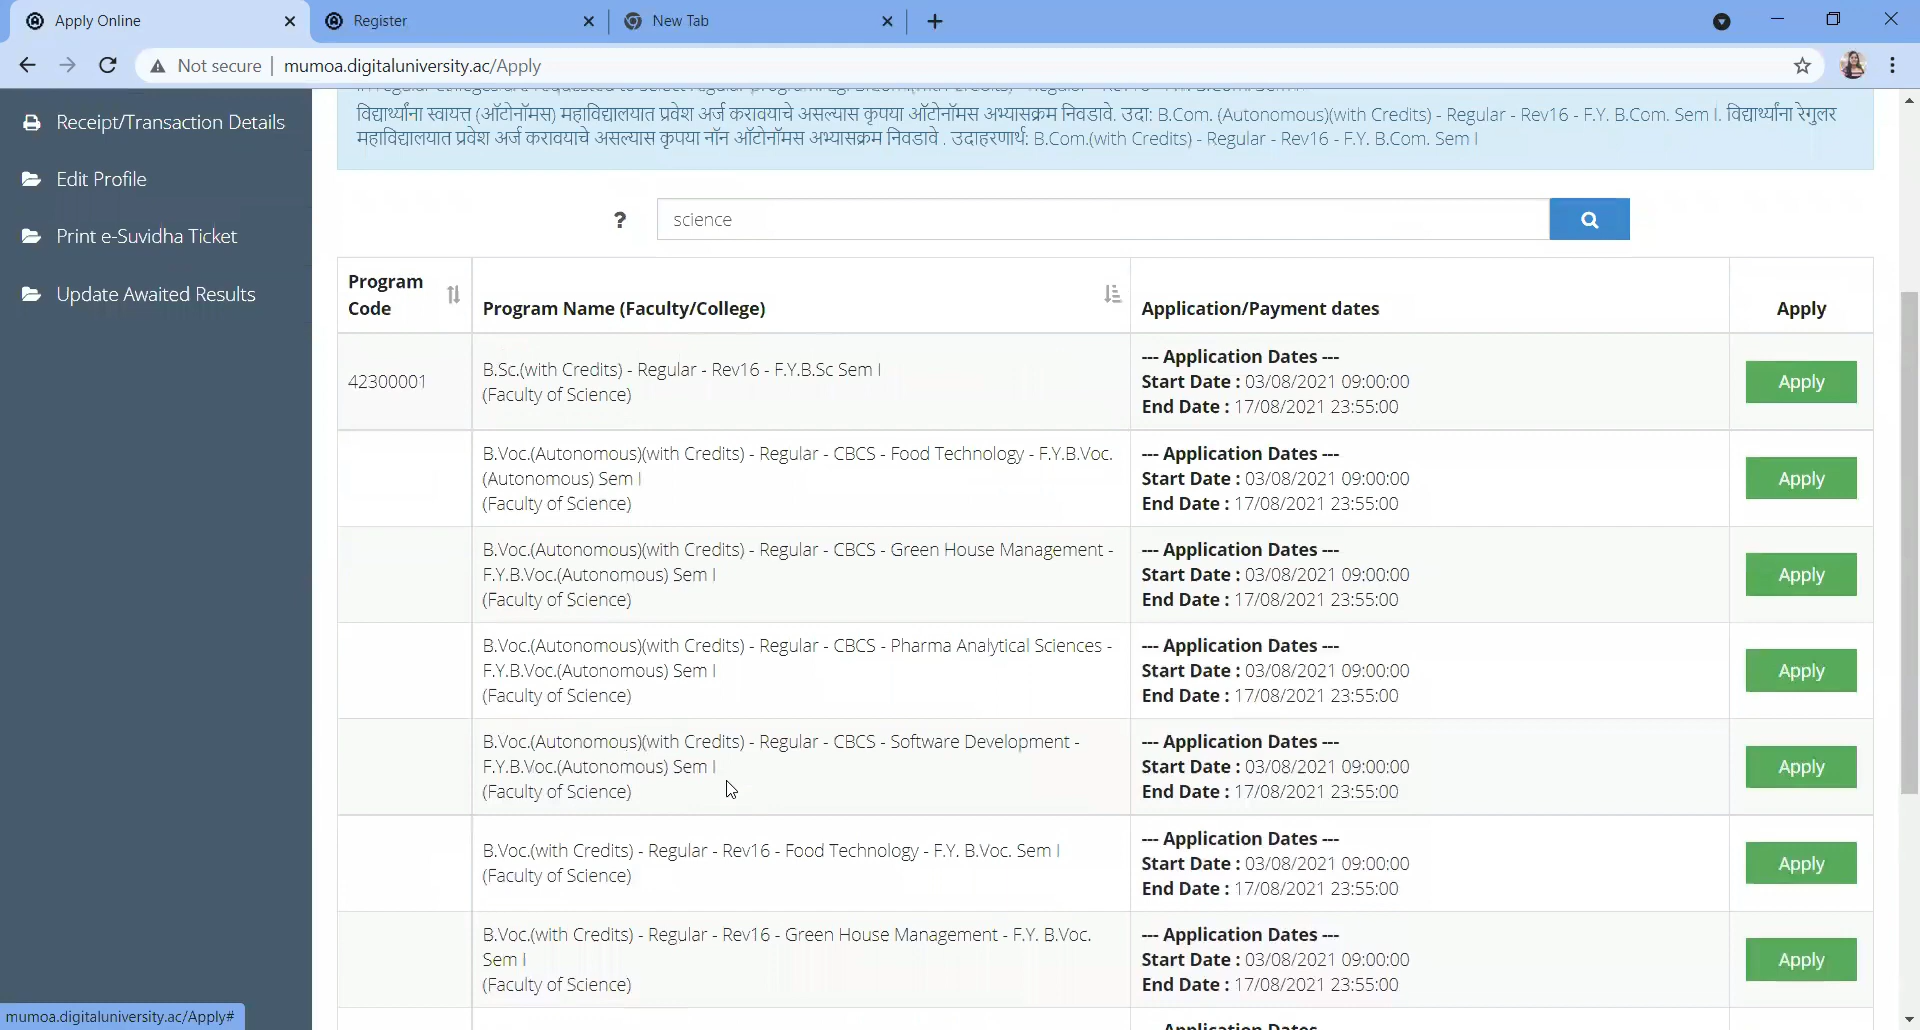 Apply Online
Register
New Tab
Not secure | mumoa.digitaluniversity.ac/Apply
Receipt/Transaction Details
Edit Profile
Print e-Suvidha Ticket
Update Awaited Results
विद्यार्थ्यांना स्वायत्त (ऑटोनॉमस) महाविद्यालयात प्रवेश अर्ज करावयाचे असल्यास कृपया ऑटोनॉमस अभ्यासक्रम निवडावे. उदा: B.Com. (Autonomous)(with Credits) - Regular - Rev16 - F.Y. B.Com. Sem I. विद्यार्थ्यांना रेगुलर
महाविद्यालयात प्रवेश अर्ज करावयाचे असल्यास कृपया नॉन ऑटोनॉमस अभ्यासक्रम निवडावे . उदाहरणार्थ: B.Com.(with Credits) - Regular - Rev16 - F.Y. B.Com. Sem I
? science
Program Code
Program Name (Faculty/College)
Application/Payment dates
Apply
42300001
B.Sc.(with Credits) - Regular - Rev16 - F.Y.B.Sc Sem I
(Faculty of Science)
--- Application Dates ---
Start Date : 03/08/2021 09:00:00
End Date : 17/08/2021 23:55:00
Apply
B.Voc.(Autonomous)(with Credits) - Regular - CBCS - Food Technology - F.Y.B.Voc.
(Autonomous) Sem I
(Faculty of Science)
--- Application Dates ---
Start Date : 03/08/2021 09:00:00
End Date : 17/08/2021 23:55:00
Apply
B.Voc.(Autonomous)(with Credits) - Regular - CBCS - Green House Management -
F.Y.B.Voc.(Autonomous) Sem I
(Faculty of Science)
--- Application Dates ---
Start Date : 03/08/2021 09:00:00
End Date : 17/08/2021 23:55:00
Apply
B.Voc.(Autonomous)(with Credits) - Regular - CBCS - Pharma Analytical Sciences -
F.Y.B.Voc.(Autonomous) Sem I
(Faculty of Science)
--- Application Dates ---
Start Date : 03/08/2021 09:00:00
End Date : 17/08/2021 23:55:00
Apply
B.Voc.(Autonomous)(with Credits) - Regular - CBCS - Software Development -
F.Y.B.Voc.(Autonomous) Sem I
(Faculty of Science)
--- Application Dates ---
Start Date : 03/08/2021 09:00:00
End Date : 17/08/2021 23:55:00
Apply
B.Voc.(with Credits) - Regular - Rev16 - Food Technology - F.Y. B.Voc. Sem I
(Faculty of Science)
--- Application Dates ---
Start Date : 03/08/2021 09:00:00
End Date : 17/08/2021 23:55:00
Apply
B.Voc.(with Credits) - Regular - Rev16 - Green House Management - F.Y. B.Voc.
Sem I
(Faculty of Science)
--- Application Dates ---
Start Date : 03/08/2021 09:00:00
End Date : 17/08/2021 23:55:00
Apply
--- Application Dates ---
mumoa.digitaluniversity.ac/Apply#